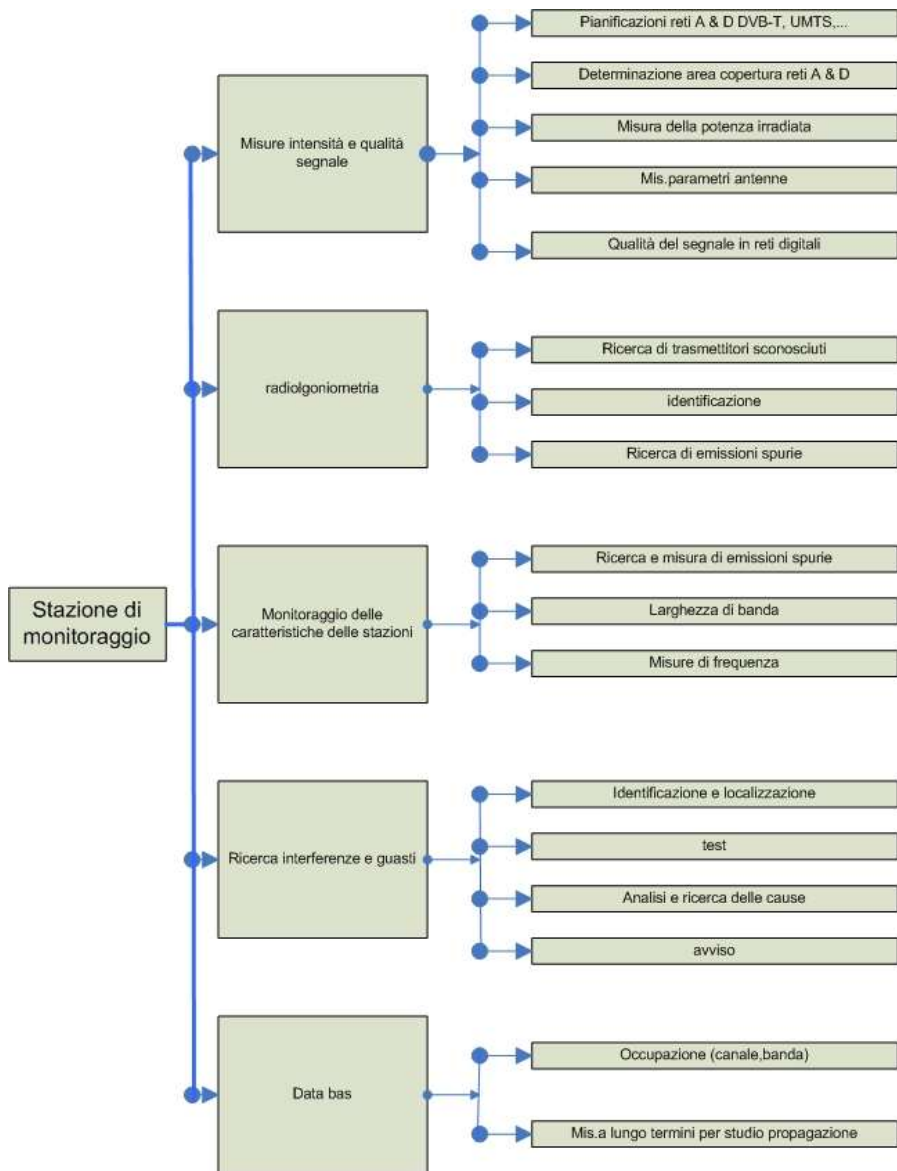 Stazione di
monitoraggio
Misure intensità e qualità
segnale
Pianificazioni reti A & D DVB-T, UMTS,...
Determinazione area copertura reti A & D
Misura della potenza irradiata
Mis.parametri antenne
Qualità del segnale in reti digitali
radiolgoniometria
Ricerca di trasmettitori sconosciuti
identificazione
Ricerca di emissioni spurie
Monitoraggio delle
caratteristiche delle stazioni
Ricerca e misura di emissioni spurie
Larghezza di banda
Misure di frequenza
Ricerca interferenze e guasti
Identificazione e localizzazione
test
Analisi e ricerca delle cause
avviso
Data bas
Occupazione (canale,banda)
Mis.a lungo termini per studio propagazione